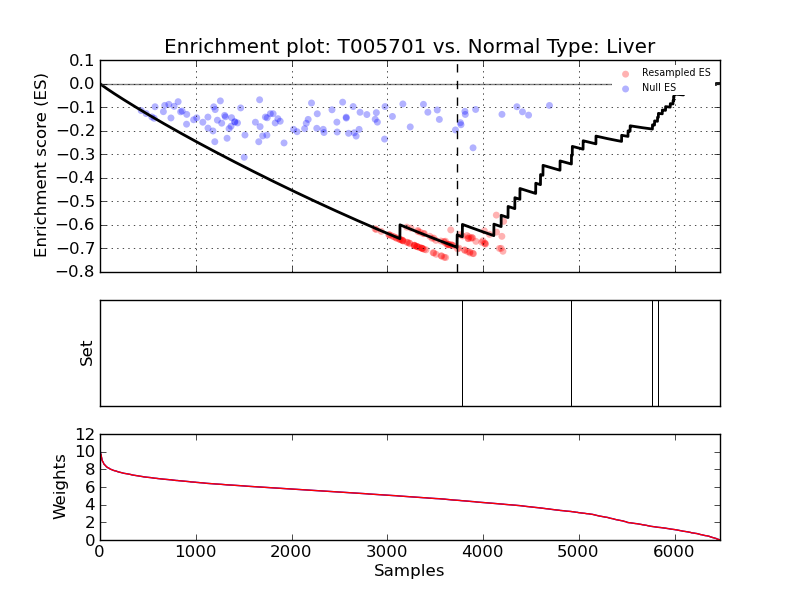 Enrichment plot: T005701 vs. Normal Type: Liver
Enrichment score (ES)
0.1
0.0
−0.1
−0.2
−0.3
−0.4
−0.5
−0.6
−0.7
−0.8
Resampled ES
Null ES
Set
Weights
12
10
8
6
4
2
0
0 1000 2000 3000 4000 5000 6000
Samples